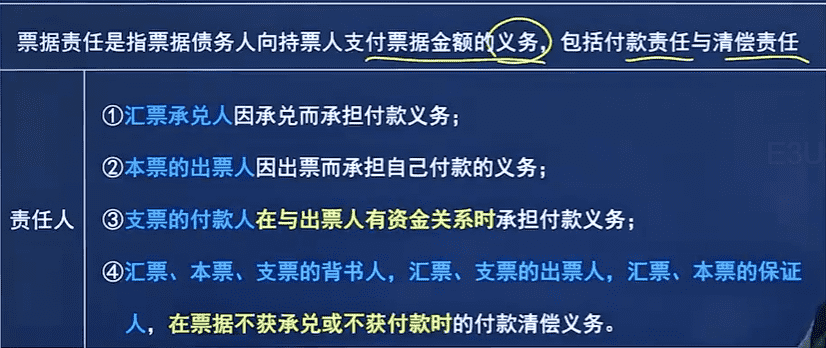 票据责任是指票据债务人向持票人支付票据金额的义务，包括付款责任与清偿责任
①汇票承兑人因承兑而承担付款义务；
E3U
②本票的出票人因出票而承担自己付款的义务；
责任人
③支票的付款人在与出票人有资金关系时承担付款义务；
④汇票、本票、支票的背书人，汇票、支票的出票人，汇票、本票的保证
人，在票据不获承兑或不获付款时的付款清偿义务。